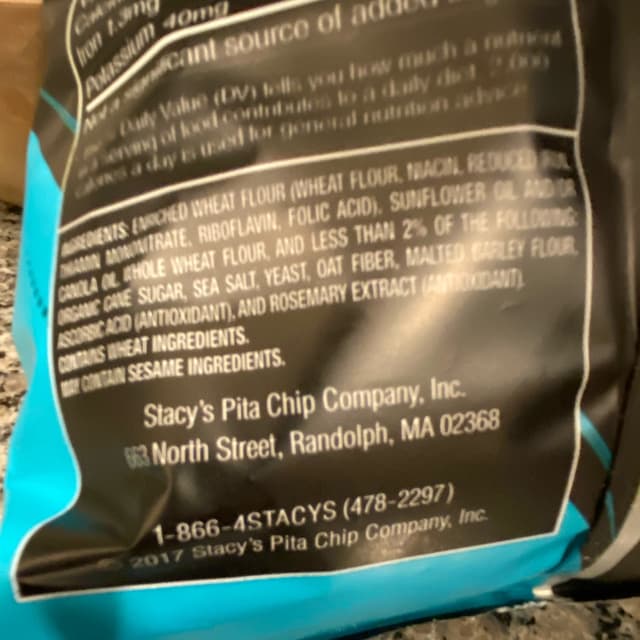 Iron 1.3mg
Potassium 40mg
significant source of added
Daily Value (DV) tells you how much a nutrient
serving of food contributes to a daily diet. 2,000
calories a day is used for general nutrition advice.
INGREDIENTS: ENRICHED WHEAT FLOUR (WHEAT FLOUR, NIACIN, REDUCED IRON,
THIAMIN MONONITRATE, RIBOFLAVIN, FOLIC ACID), SUNFLOWER OIL AND/OR
CANOLA OIL, WHOLE WHEAT FLOUR, AND LESS THAN 2% OF THE FOLLOWING:
ORGANIC CANE SUGAR, SEA SALT, YEAST, OAT FIBER, MALTED BARLEY FLOUR,
ASCORBIC ACID (ANTIOXIDANT), AND ROSEMARY EXTRACT (ANTIOXIDANT).
CONTAINS WHEAT INGREDIENTS.
MAY CONTAIN SESAME INGREDIENTS.
Stacy's Pita Chip Company, Inc.
663 North Street, Randolph, MA 02368
1-866-4STACYS (478-2297)
© 2017 Stacy's Pita Chip Company, Inc.